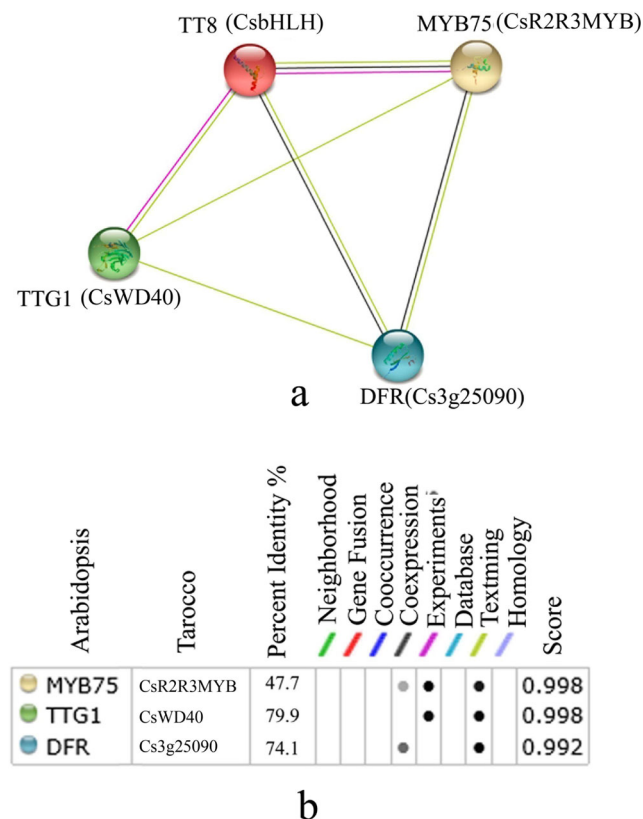 TT8 (CsbHLH)
MYB75 (CsR2R3MYB)
TTG1 (CsWD40)
DFR(Cs3g25090)
a
Arabidopsis
Tarocco
Percent Identity %
Neighborhood
Gene Fusion
Cooccurrence
Coexpression
Experiments
Database
Textming
Homology
Score
MYB75 CsR2R3MYB 47.7 0.998
TTG1 CsWD40 79.9 0.998
DFR Cs3g25090 74.1 0.992
b